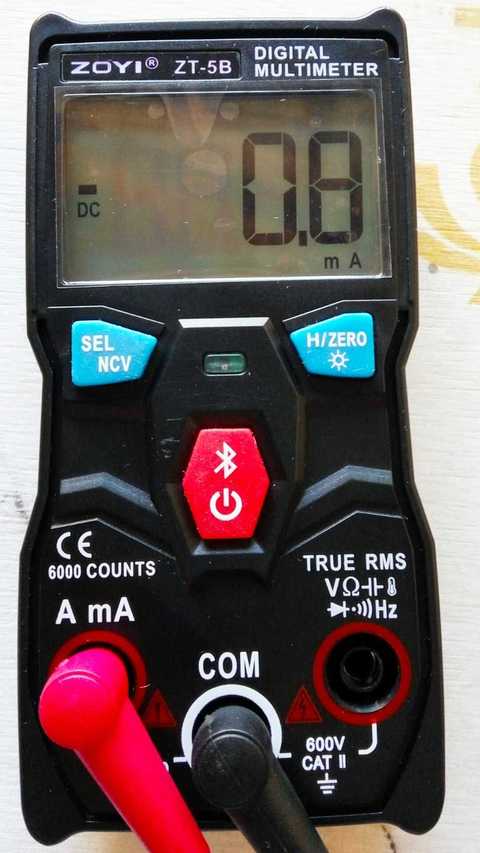 ZOYI® ZT-5B
DIGITAL
MULTIMETER
-0.8
DC
m A
SEL
NCV
H/ZERO
CE
6000 COUNTS
TRUE RMS
VΩ
Hz
A mA
COM
600V
CAT II